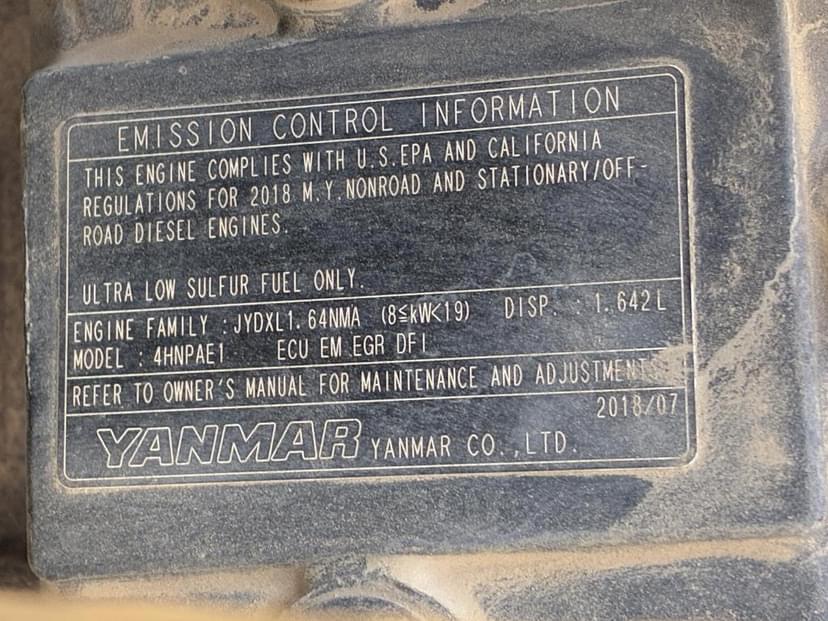 EMISSION CONTROL INFORMATION
THIS ENGINE COMPLIES WITH U.S.EPA AND CALIFORNIA
REGULATIONS FOR 2018 M.Y.NONROAD AND STATIONARY/OFF-
ROAD DIESEL ENGINES.
ULTRA LOW SULFUR FUEL ONLY.
ENGINE FAMILY : JYDXL1.64NMA (8≦kW<19) DISP. : 1.642L
MODEL : 4HNPAE1 ECU EM EGR DFI
REFER TO OWNER'S MANUAL FOR MAINTENANCE AND ADJUSTMENTS.
2018/07
YANMAR YANMAR CO.,LTD.